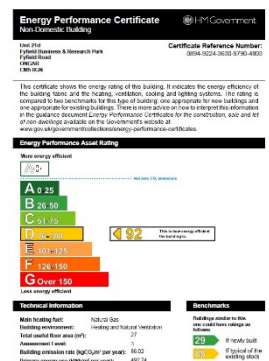 Energy Performance Certificate
HM Government
Non-Domestic Building
Unit 21d
Fyfield Business & Research Park
Fyfield Road
ONGAR
CM5 0GN
Certificate Reference Number:
0894-9224-3630-9790-4803
This certificate shows the energy rating of this building. It indicates the energy efficiency of
the building fabric and the heating, ventilation, cooling and lighting systems. The rating is
compared to two benchmarks for this type of building: one appropriate for new buildings and
one appropriate for existing buildings. There is more advice on how to interpret this information
in the guidance document Energy Performance Certificates for the construction, sale and let
of non-dwellings available on the Government's website at
www.gov.uk/government/collections/energy-performance-certificates.
Energy Performance Asset Rating
More energy efficient
A+
Net zero CO₂ emissions
A 0-25
B 26-50
C 51-75
D 76-100
92
This is how energy efficient
the building is.
E 101-125
F 126-150
G Over 150
Less energy efficient
Technical Information
Main heating fuel: Natural Gas
Building environment: Heating and Natural Ventilation
Total useful floor area (m²): 27
Assessment Level: 3
Building emission rate (kgCO₂/m² per year): 86.02
Primary energy use (kWh/m² per year): 492.74
Benchmarks
Buildings similar to this
one could have ratings as
follows:
29 If newly built
If typical of the
existing stock